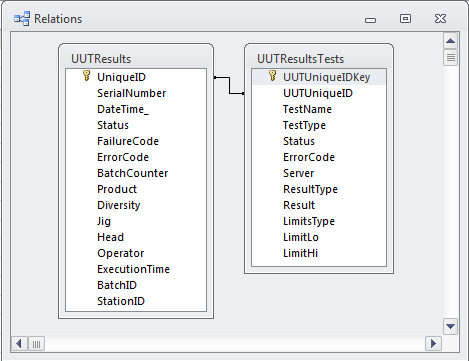 Relations
UUTResults
UniqueID
SerialNumber
DateTime_
Status
FailureCode
ErrorCode
BatchCounter
Product
Diversity
Jig
Head
Operator
ExecutionTime
BatchID
StationID
UUTResultsTests
UUTUniqueIDKey
UUTUniqueID
TestName
TestType
Status
ErrorCode
Server
ResultType
Result
LimitsType
LimitLo
LimitHi